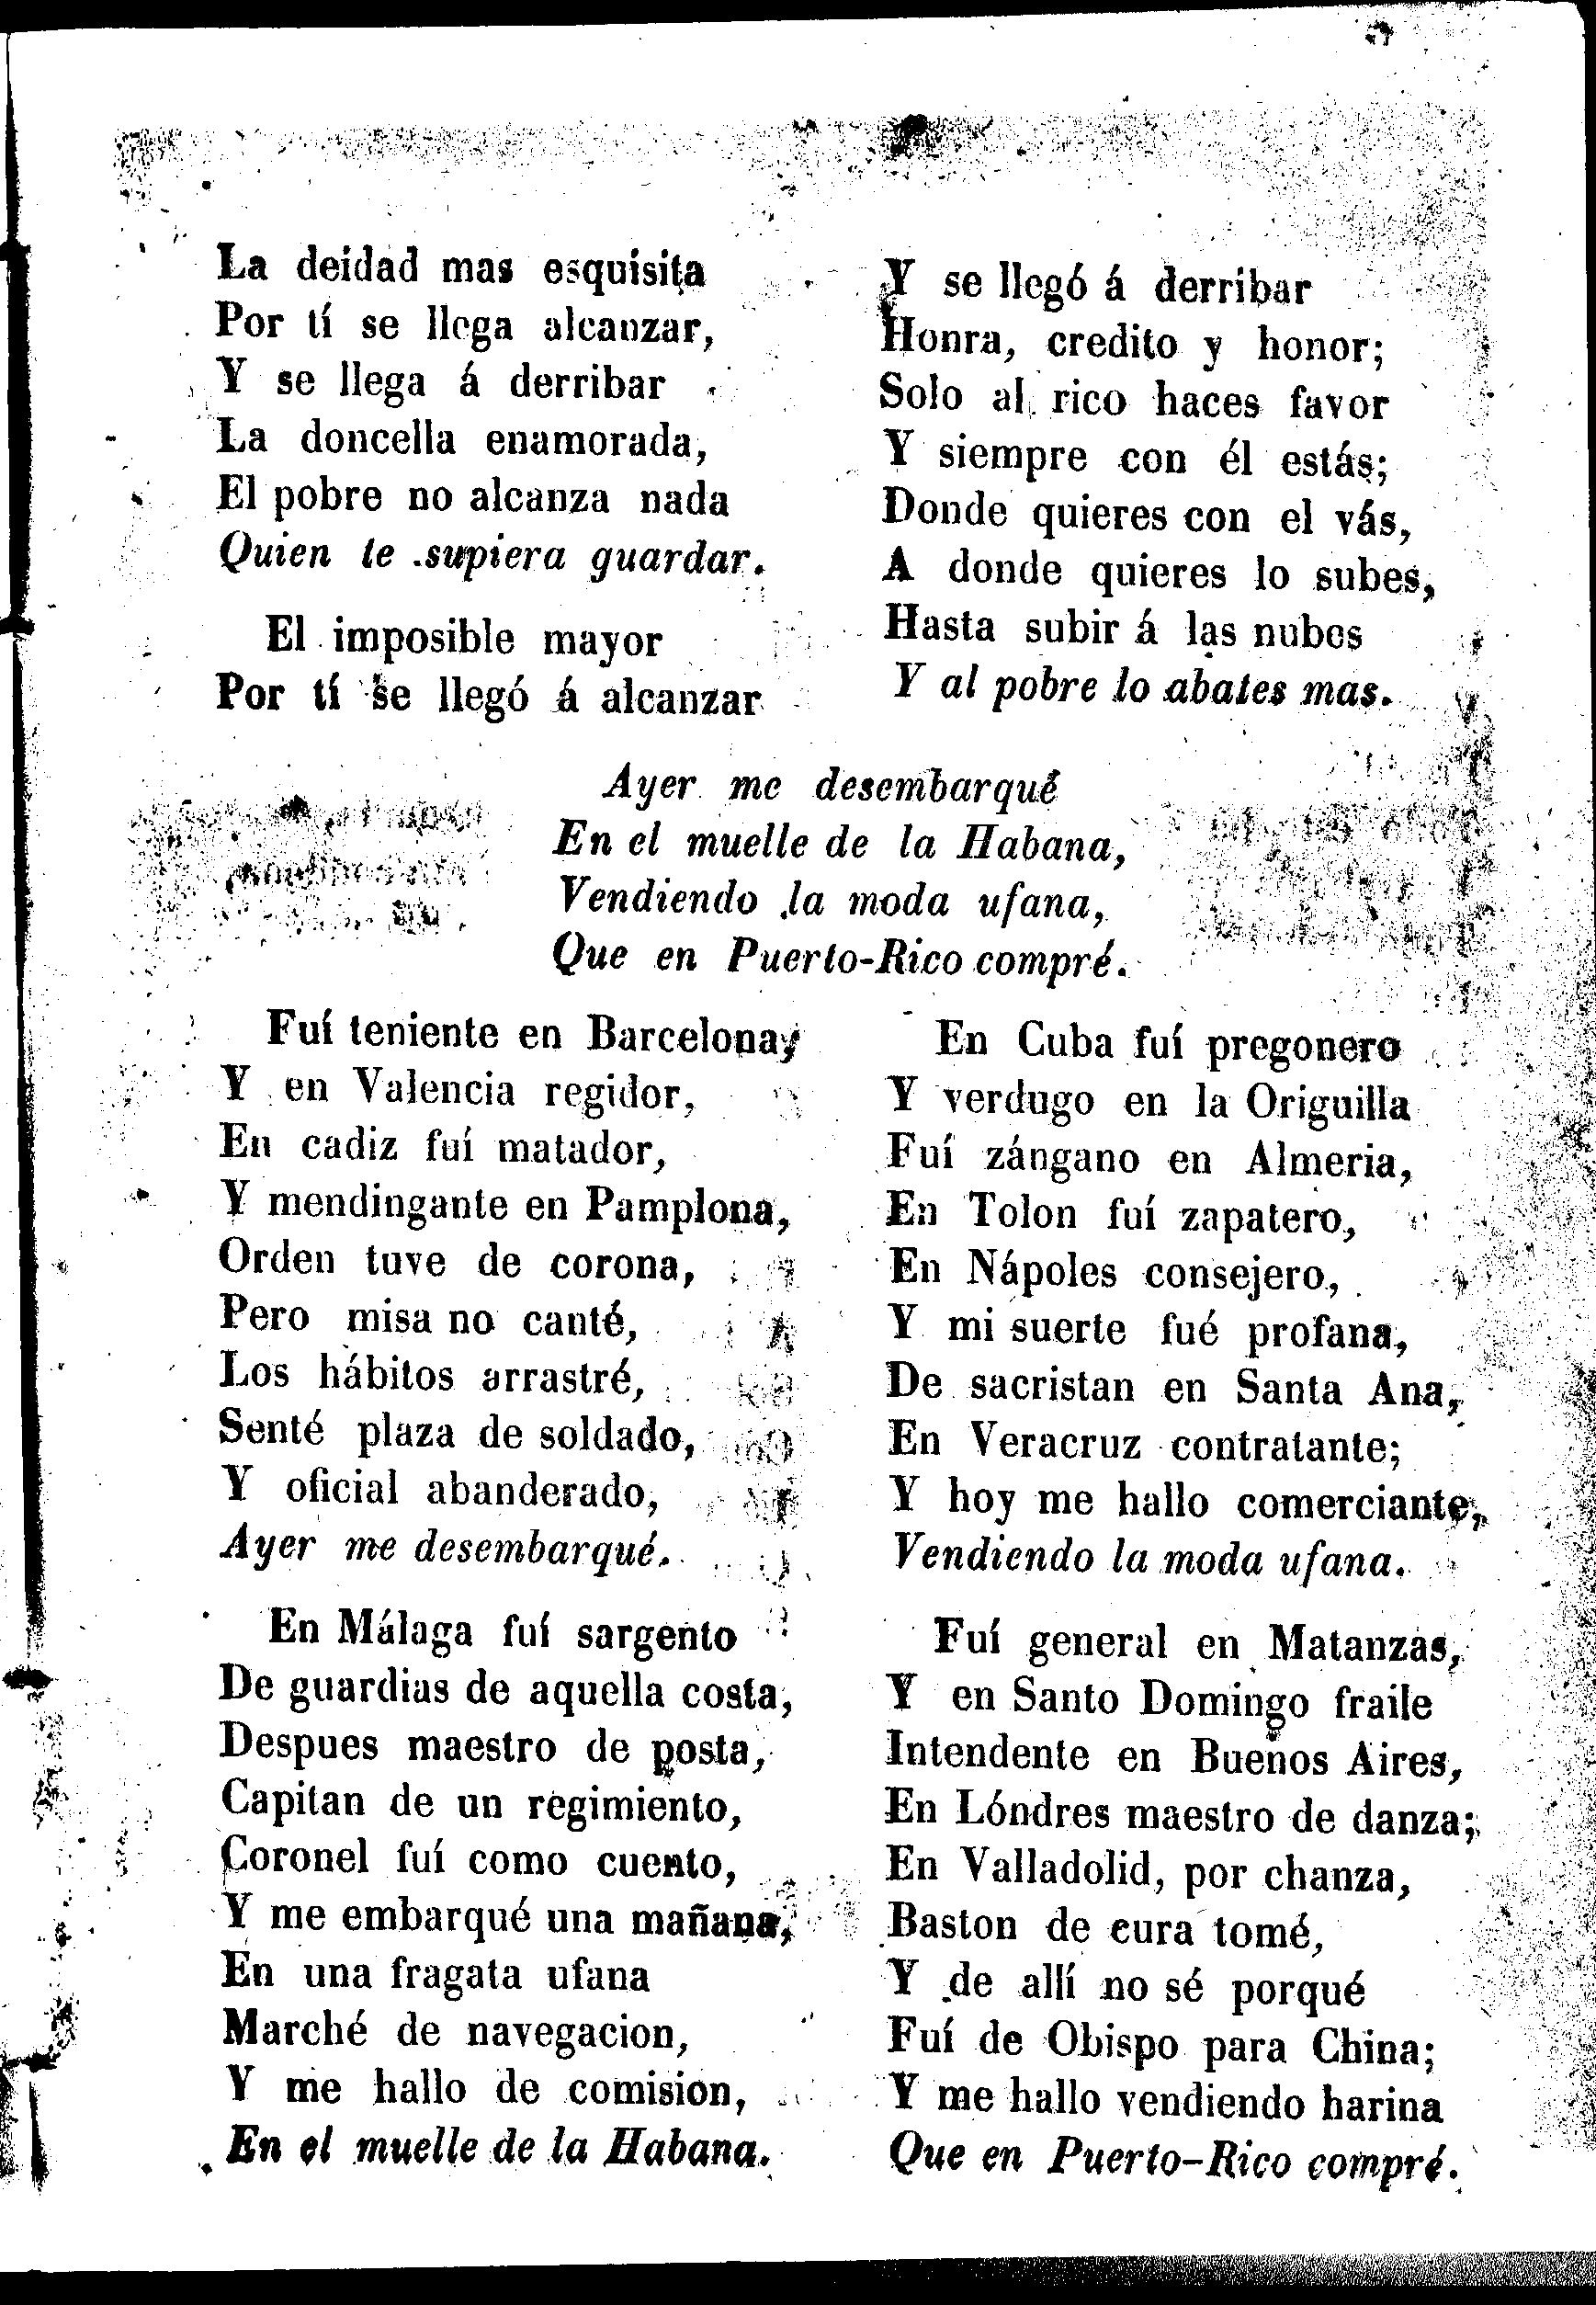 La deidad mas esquisita
Por tí se llega alcanzar,
Y se llega á derribar
La doncella enamorada,
El pobre no alcanza nada
Quien te supiera guardar.
El imposible mayor
Por tí se llegó á alcanzar
Y se llegó á derribar
Honra, credito y honor;
Solo al rico haces favor
Y siempre con él estás;
Donde quieres con el vás,
A donde quieres lo subes,
Hasta subir á las nubes
Y al pobre lo abates mas.
Ayer me desembarqué
En el muelle de la Habana,
Vendiendo la moda ufana,
Que en Puerto-Rico compré.
Fuí teniente en Barcelona,
Y en Valencia regidor,
En cadiz fuí matador,
Y mendingante en Pamplona,
Orden tuve de corona,
Pero misa no canté,
Los hábitos arrastré,
Senté plaza de soldado,
Y oficial abanderado,
Ayer me desembarqué.
En Málaga fuí sargento
De guardias de aquella costa,
Despues maestro de posta,
Capitan de un regimiento,
Coronel fuí como cuento,
Y me embarqué una mañana,
En una fragata ufana
Marché de navegacion,
Y me hallo de comision,
En el muelle de la Habana.
En Cuba fuí pregonero
Y verdugo en la Origuilla
Fuí zángano en Almeria,
En Tolon fuí zapatero,
En Nápoles consejero,
Y mi suerte fué profana,
De sacristan en Santa Ana,
En Veracruz contratante;
Y hoy me hallo comerciante,
Vendiendo la moda ufana.
Fuí general en Matanzas,
Y en Santo Domingo fraile
Intendente en Buenos Aires,
En Lóndres maestro de danza;
En Valladolid, por chanza,
Baston de cura tomé,
Y de allí no sé porqué
Fuí de Obispo para China;
Y me hallo vendiendo harina
Que en Puerto-Rico compré.